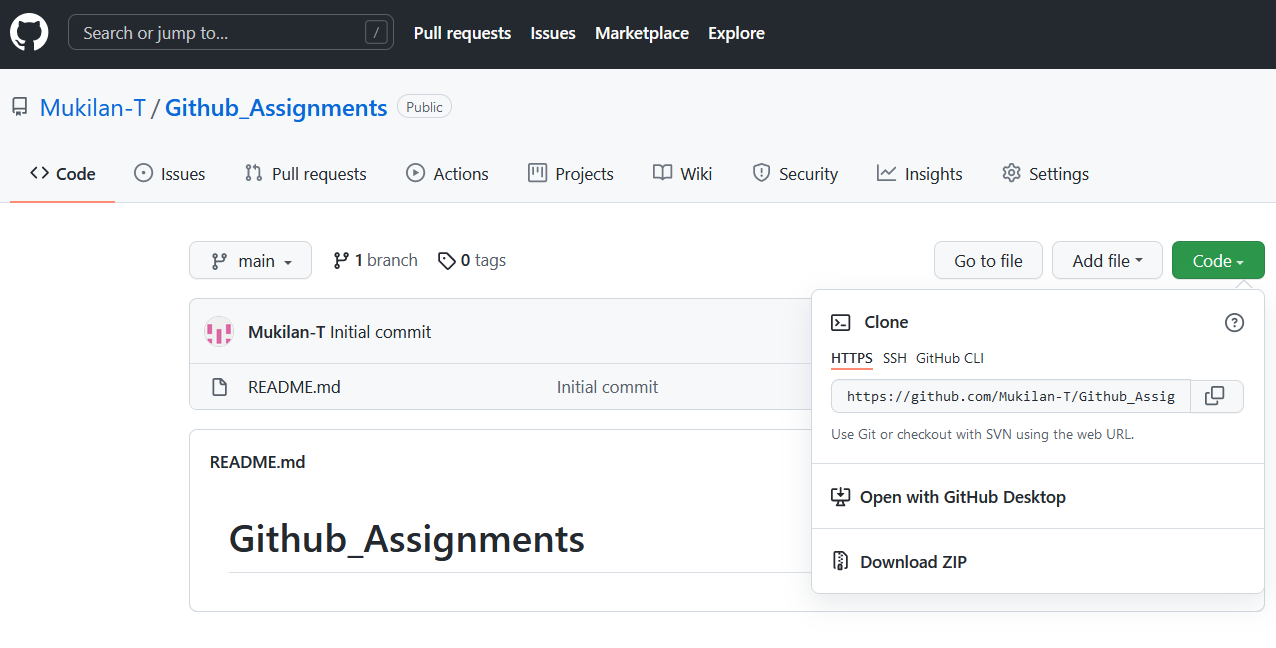 Search or jump to... /
Pull requests Issues Marketplace Explore
Mukilan-T / Github_Assignments Public
Code Issues Pull requests Actions Projects Wiki Security Insights Settings
main 1 branch 0 tags Go to file Add file Code
Mukilan-T Initial commit
README.md Initial commit
Clone
HTTPS SSH GitHub CLI
https://github.com/Mukilan-T/Github_Assig
Use Git or checkout with SVN using the web URL.
Open with GitHub Desktop
Download ZIP
README.md
Github_Assignments